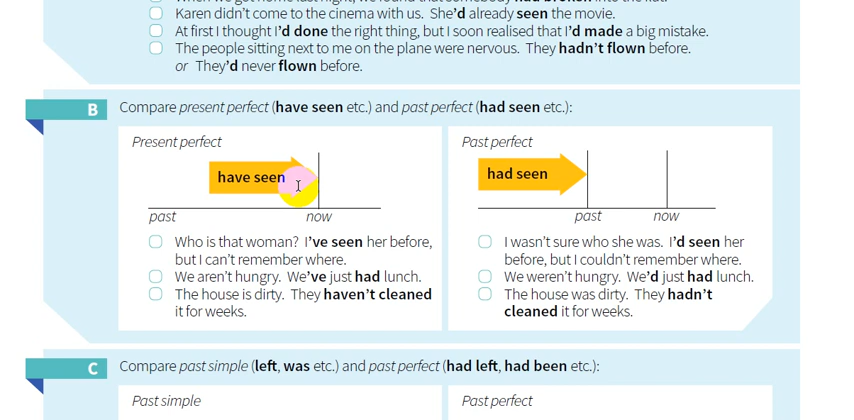 Karen didn't come to the cinema with us. She'd already seen the movie.
At first I thought I'd done the right thing, but I soon realised that I'd made a big mistake.
The people sitting next to me on the plane were nervous. They hadn't flown before.
or They'd never flown before.
B
Compare present perfect (have seen etc.) and past perfect (had seen etc.):
Present perfect
have seen
past
now
Who is that woman? I've seen her before,
but I can't remember where.
We aren't hungry. We've just had lunch.
The house is dirty. They haven't cleaned
it for weeks.
Past perfect
had seen
past
now
I wasn't sure who she was. I'd seen her
before, but I couldn't remember where.
We weren't hungry. We'd just had lunch.
The house was dirty. They hadn't
cleaned it for weeks.
C
Compare past simple (left, was etc.) and past perfect (had left, had been etc.):
Past simple
Past perfect